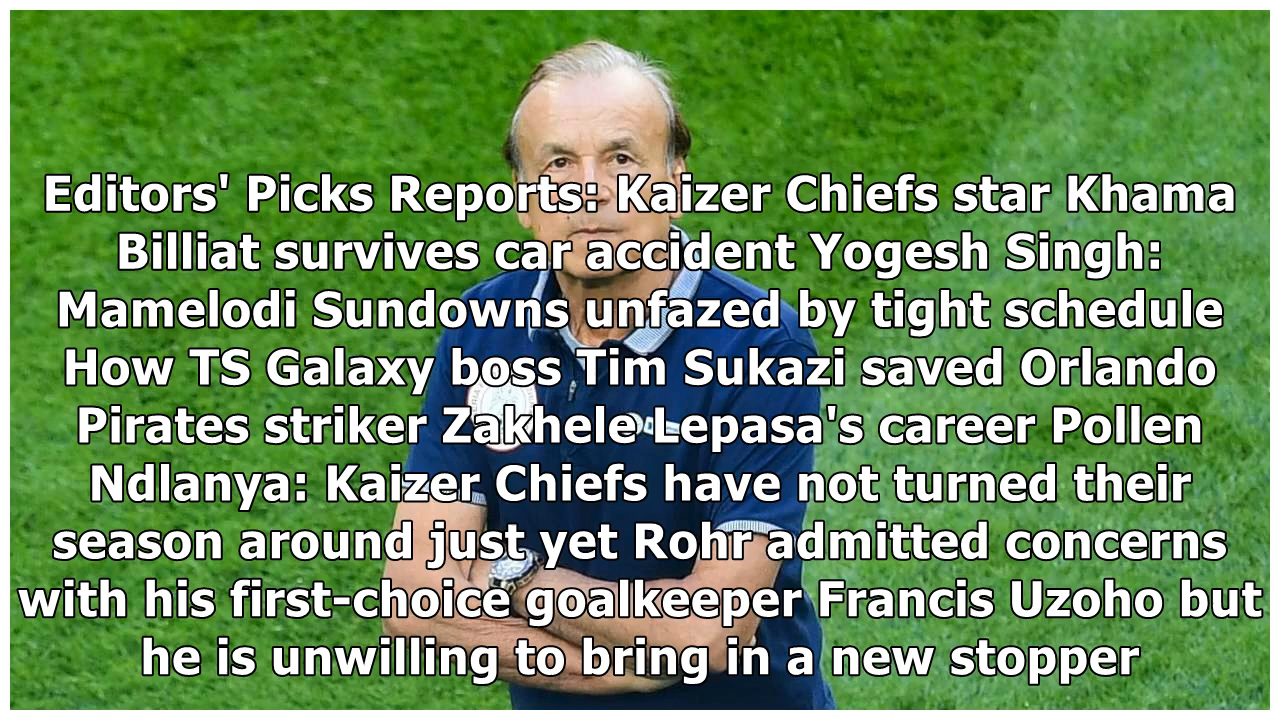 Editors' Picks Reports: Kaizer Chiefs star Khama
Billiat survives car accident Yogesh Singh:
Mamelodi Sundowns unfazed by tight schedule
How TS Galaxy boss Tim Sukazi saved Orlando
Pirates striker Zakhele Lepasa's career Pollen
Ndlanya: Kaizer Chiefs have not turned their
season around just yet Rohr admitted concerns
with his first-choice goalkeeper Francis Uzoho but
he is unwilling to bring in a new stopper